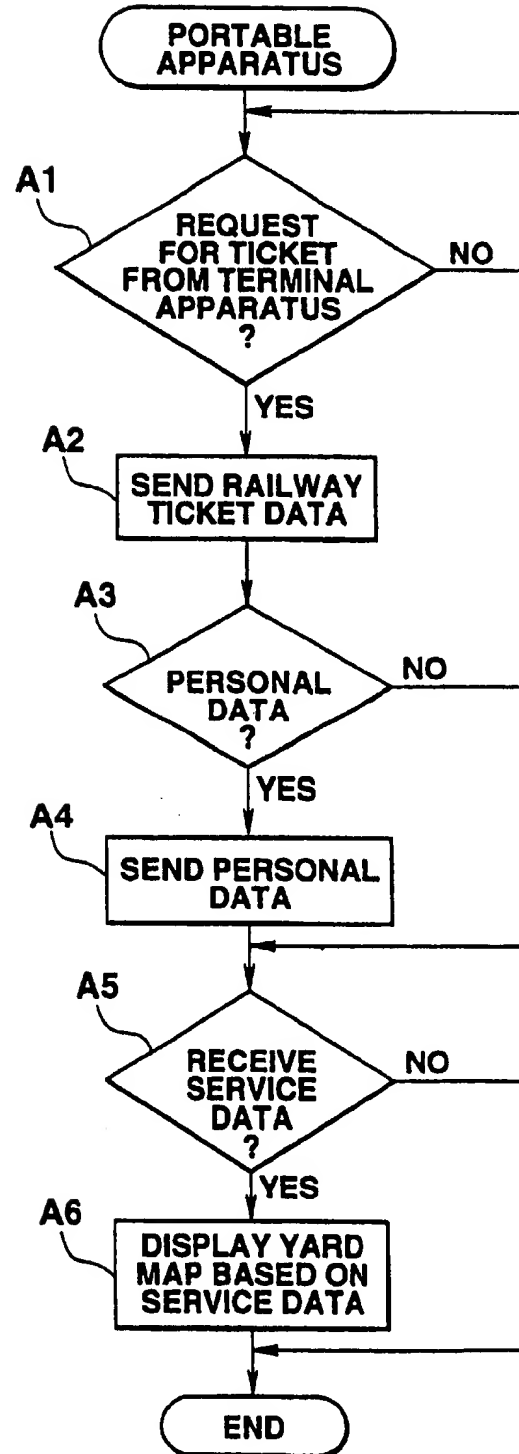 PORTABLE
APPARATUS
A1
REQUEST
FOR TICKET
FROM TERMINAL
APPARATUS
?
NO
YES
A2
SEND RAILWAY
TICKET DATA
A3
PERSONAL
DATA
?
NO
YES
A4
SEND PERSONAL
DATA
A5
RECEIVE
SERVICE
DATA
?
NO
YES
A6
DISPLAY YARD
MAP BASED ON
SERVICE DATA
END